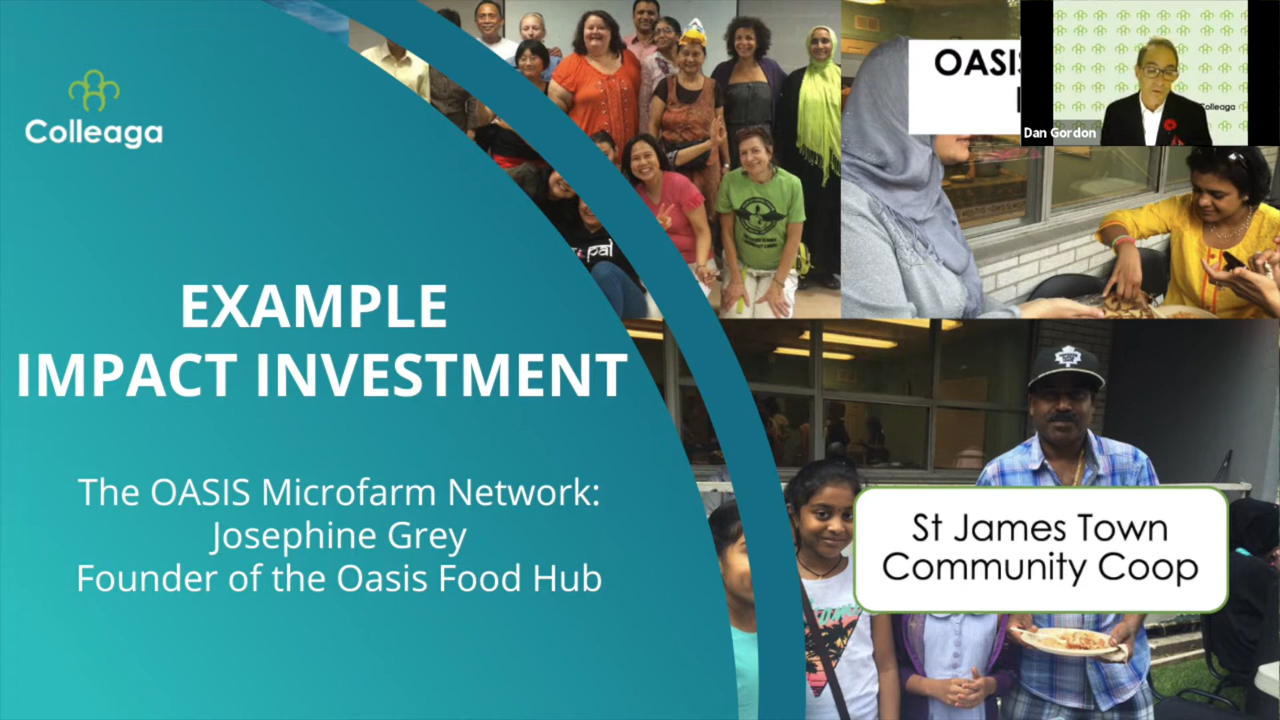 Colleaga
EXAMPLE
IMPACT INVESTMENT
The OASIS Microfarm Network:
Josephine Grey
Founder of the Oasis Food Hub
OASIS
Colleaga
Dan Gordon
pal
St James Town
Community Coop